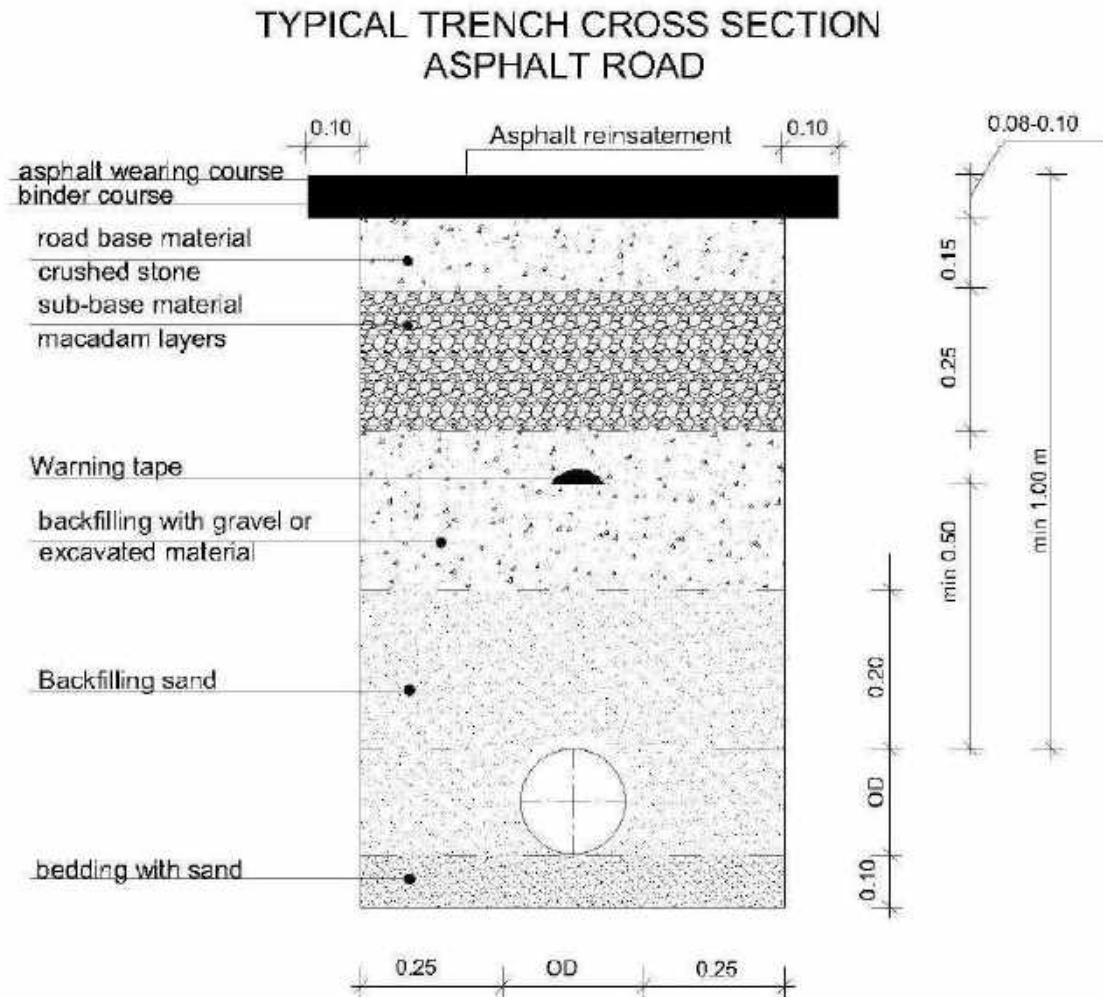 TYPICAL TRENCH CROSS SECTION
ASPHALT ROAD
0.10
Asphalt reinsatement
0.10
0.08-0.10
asphalt wearing course
binder course
road base material
crushed stone
0.15
sub-base material
macadam layers
0.25
Warning tape
min 1.00 m
backfilling with gravel or
excavated material
min 0.50
Backfilling sand
0.20
OD
bedding with sand
0.10
0.25
OD
0.25